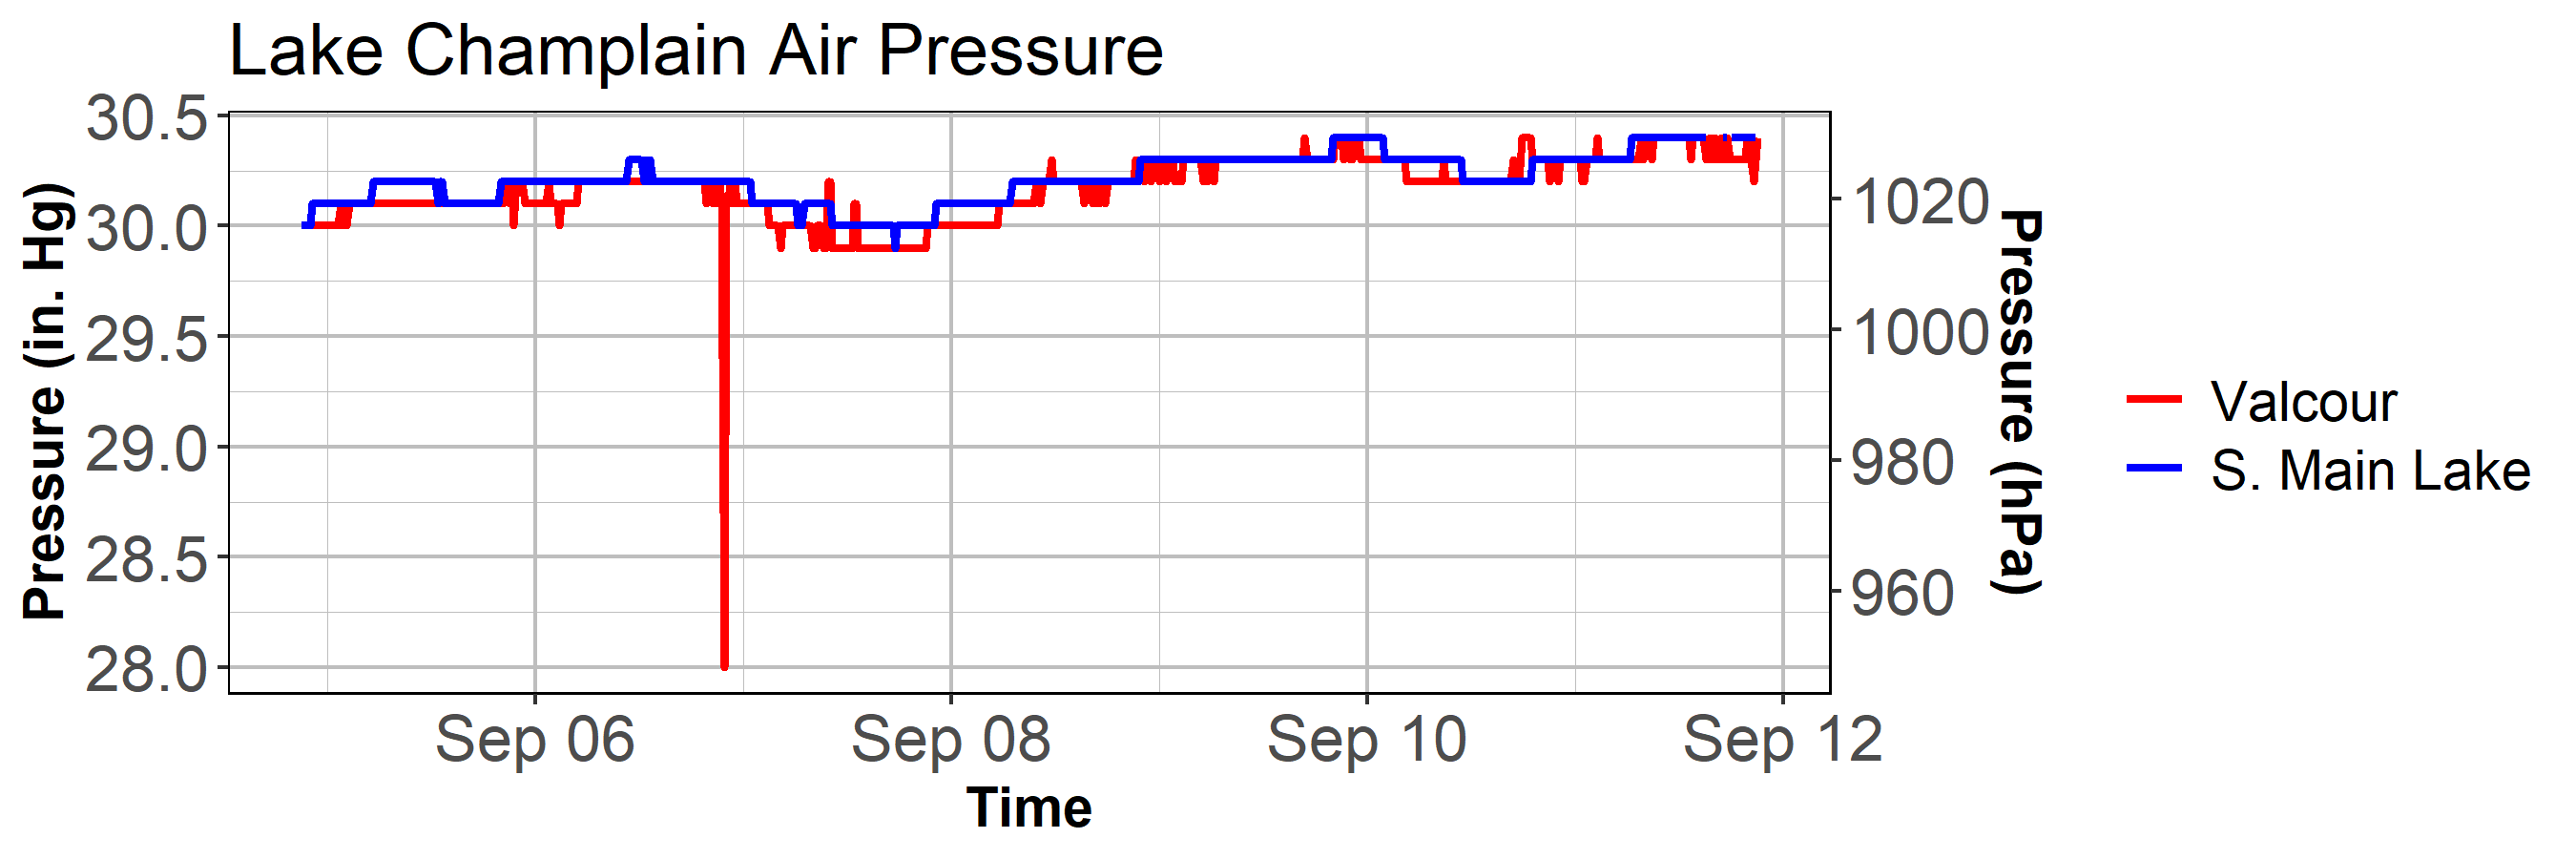 Lake Champlain Air Pressure
30.5
30.0
29.5
29.0
28.5
28.0
Pressure (in. Hg)
1020
1000
980
960
Pressure (hPa)
Sep 06
Sep 08
Sep 10
Sep 12
Time
Valcour
S. Main Lake